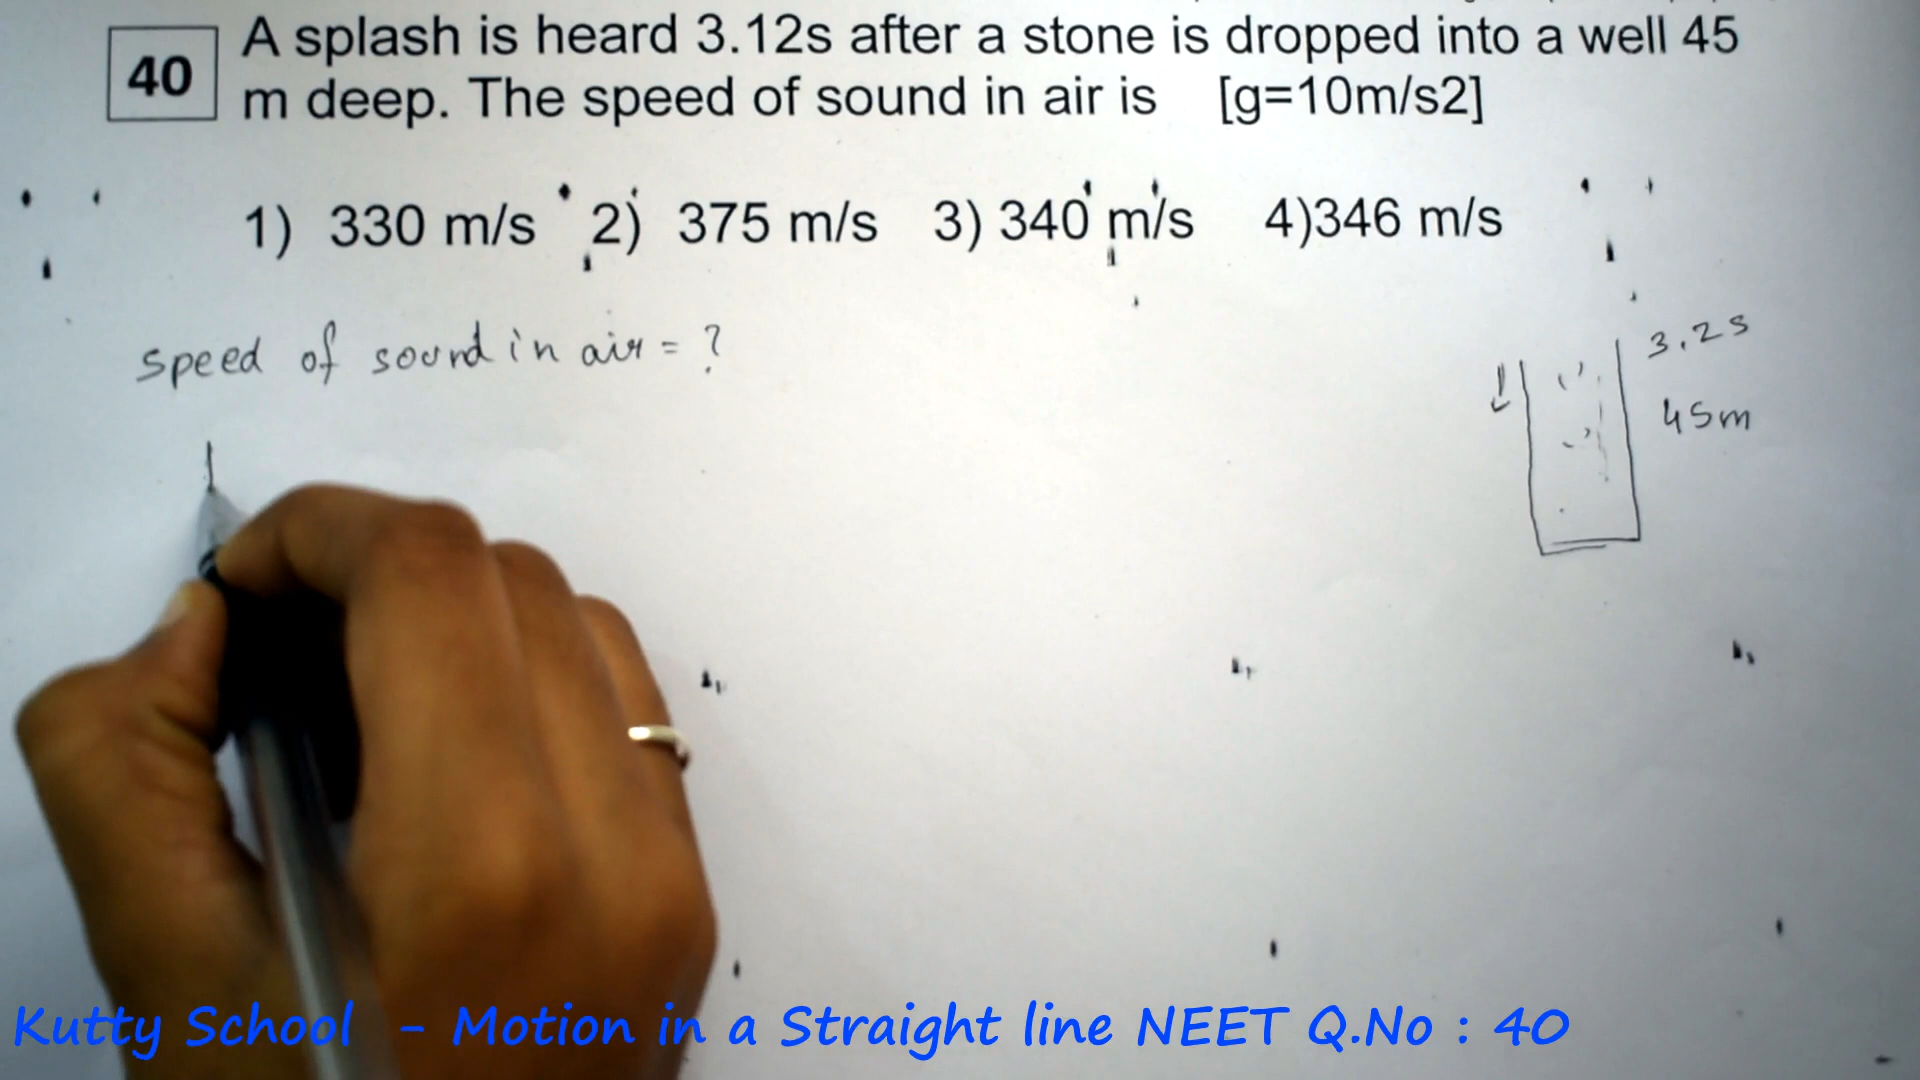 40
A splash is heard 3.12s after a stone is dropped into a well 45
m deep. The speed of sound in air is [g=10m/s2]
1) 330 m/s 2) 375 m/s 3) 340 m/s 4)346 m/s
speed of sound in air = ?
3.2s
45m
Kutty School - Motion in a Straight line NEET Q.No : 40